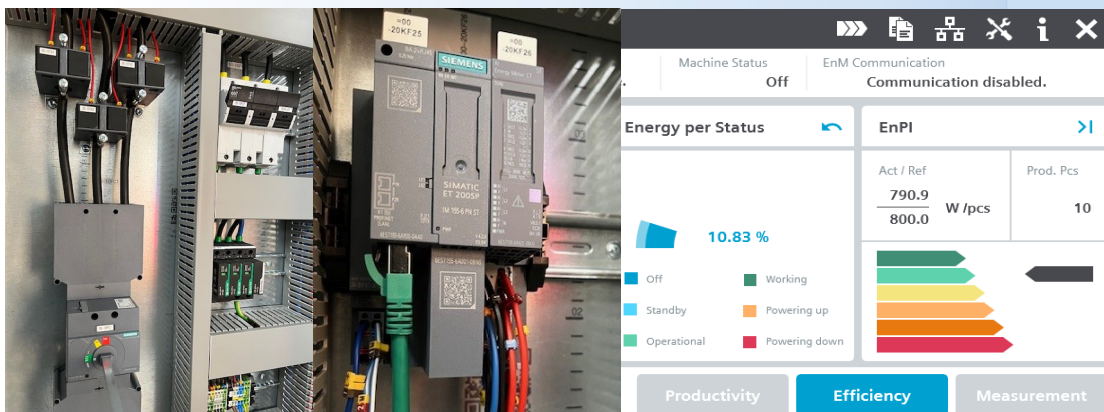 =00
-20KF25
=00
-20KF26
SIEMENS
SIMATIC
ET 200SP
IM 155-6 PN ST
Machine Status
Off
EnM Communication
Communication disabled.
Energy per Status
10.83 %
Off
Working
Standby
Powering up
Operational
Powering down
EnPI
Act / Ref
790.9
800.0
W /pcs
Prod. Pcs
10
Productivity
Efficiency
Measurement